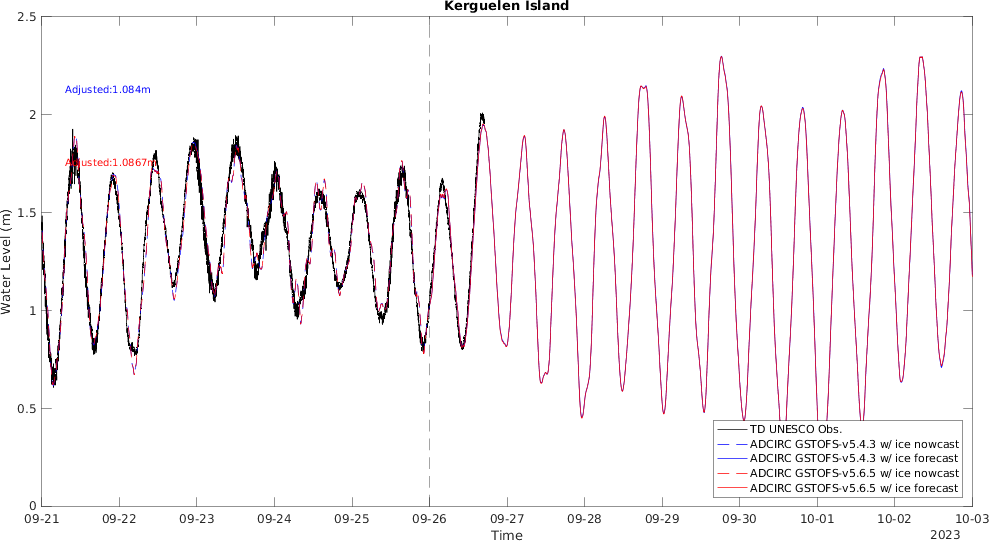 Kerguelen Island
2.5
2
1.5
1
0.5
0
Water Level (m)
Adjusted:1.084m
Adjusted:1.0867m
TD UNESCO Obs.
ADCIRC GSTOFS-v5.4.3 w/ ice nowcast
ADCIRC GSTOFS-v5.4.3 w/ ice forecast
ADCIRC GSTOFS-v5.6.5 w/ ice nowcast
ADCIRC GSTOFS-v5.6.5 w/ ice forecast
09-21 09-22 09-23 09-24 09-25 09-26 09-27 09-28 09-29 09-30 10-01 10-02 10-03
Time
2023